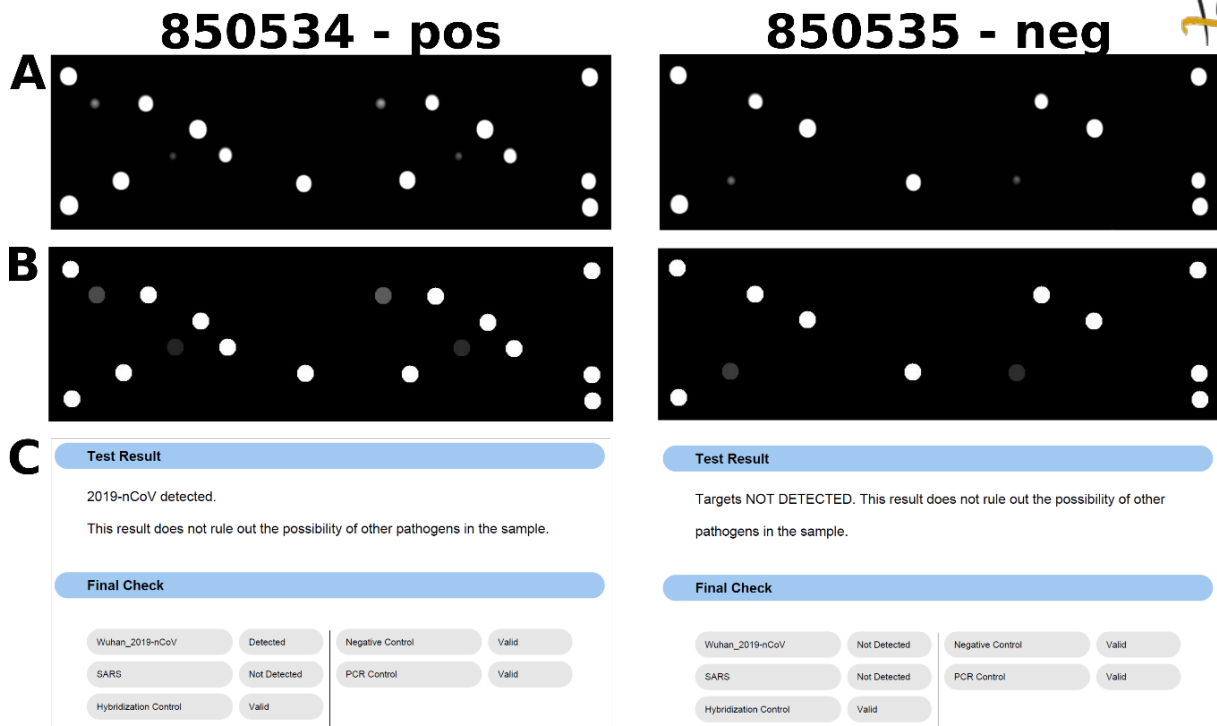 850534 - pos
850535 - neg
A
B
C
Test Result
2019-nCoV detected.
This result does not rule out the possibility of other pathogens in the sample.
Final Check
Wuhan_2019-nCoV Detected Negative Control Valid
SARS Not Detected PCR Control Valid
Hybridization Control Valid
Test Result
Targets NOT DETECTED. This result does not rule out the possibility of other
pathogens in the sample.
Final Check
Wuhan_2019-nCoV Not Detected Negative Control Valid
SARS Not Detected PCR Control Valid
Hybridization Control Valid